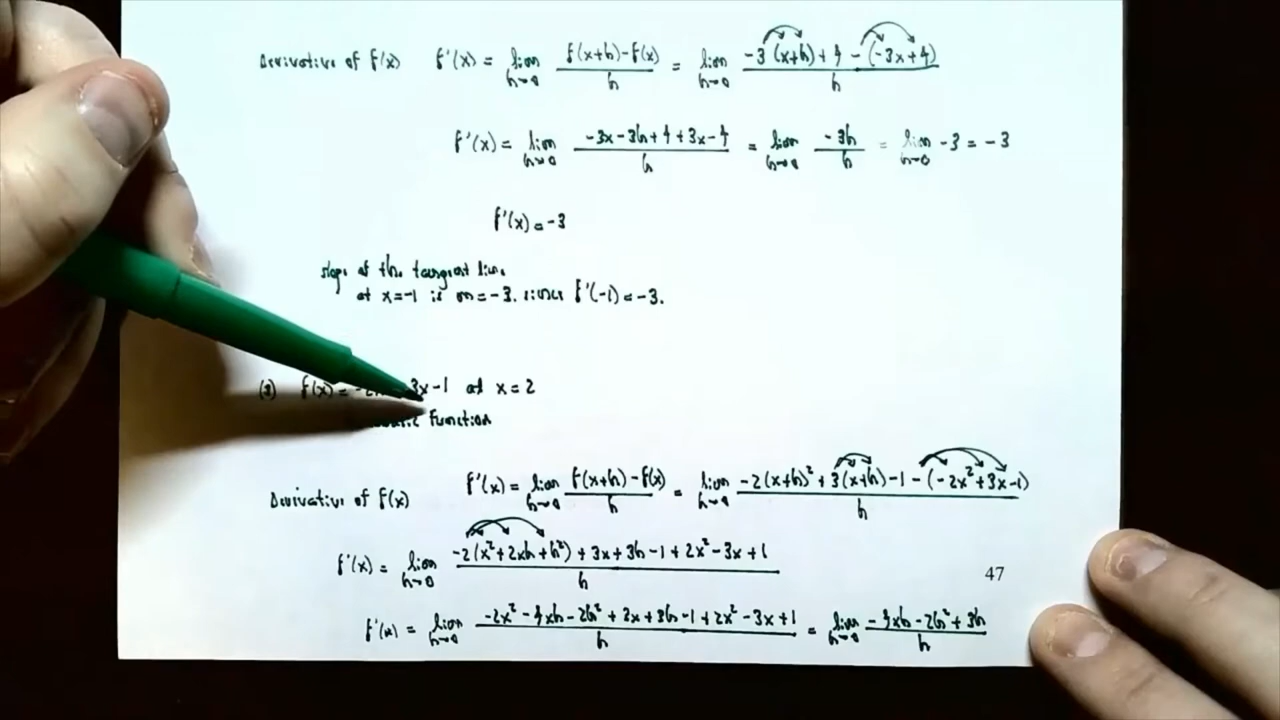 Derivative of f(x) f'(x) = lim h→0 f(x+h)-f(x) / h = lim h→0 -3(x+h)+4-(-3x+4) / h
f'(x) = lim h→0 -3x-3h+4+3x-4 / h = lim h→0 -3h / h = lim h→0 -3 = -3
f'(x) = -3
slope of the tangent line
at x=-1 is m=-3. since f'(-1)=-3.
f(x) = 3x-1 at x=2
function
Derivative of f(x) f'(x) = lim h→0 f(x+h)-f(x) / h = lim h→0 -2(x+h)²+3(x+h)-1-(-2x²+3x-1) / h
f'(x) = lim h→0 -2(x²+2xh+h²)+3x+3h-1+2x²-3x+1 / h
47
f'(x) = lim h→0 -2x²-4xh-2h²+3x+3h-1+2x²-3x+1 / h = lim h→0 -4xh-2h²+3h / h